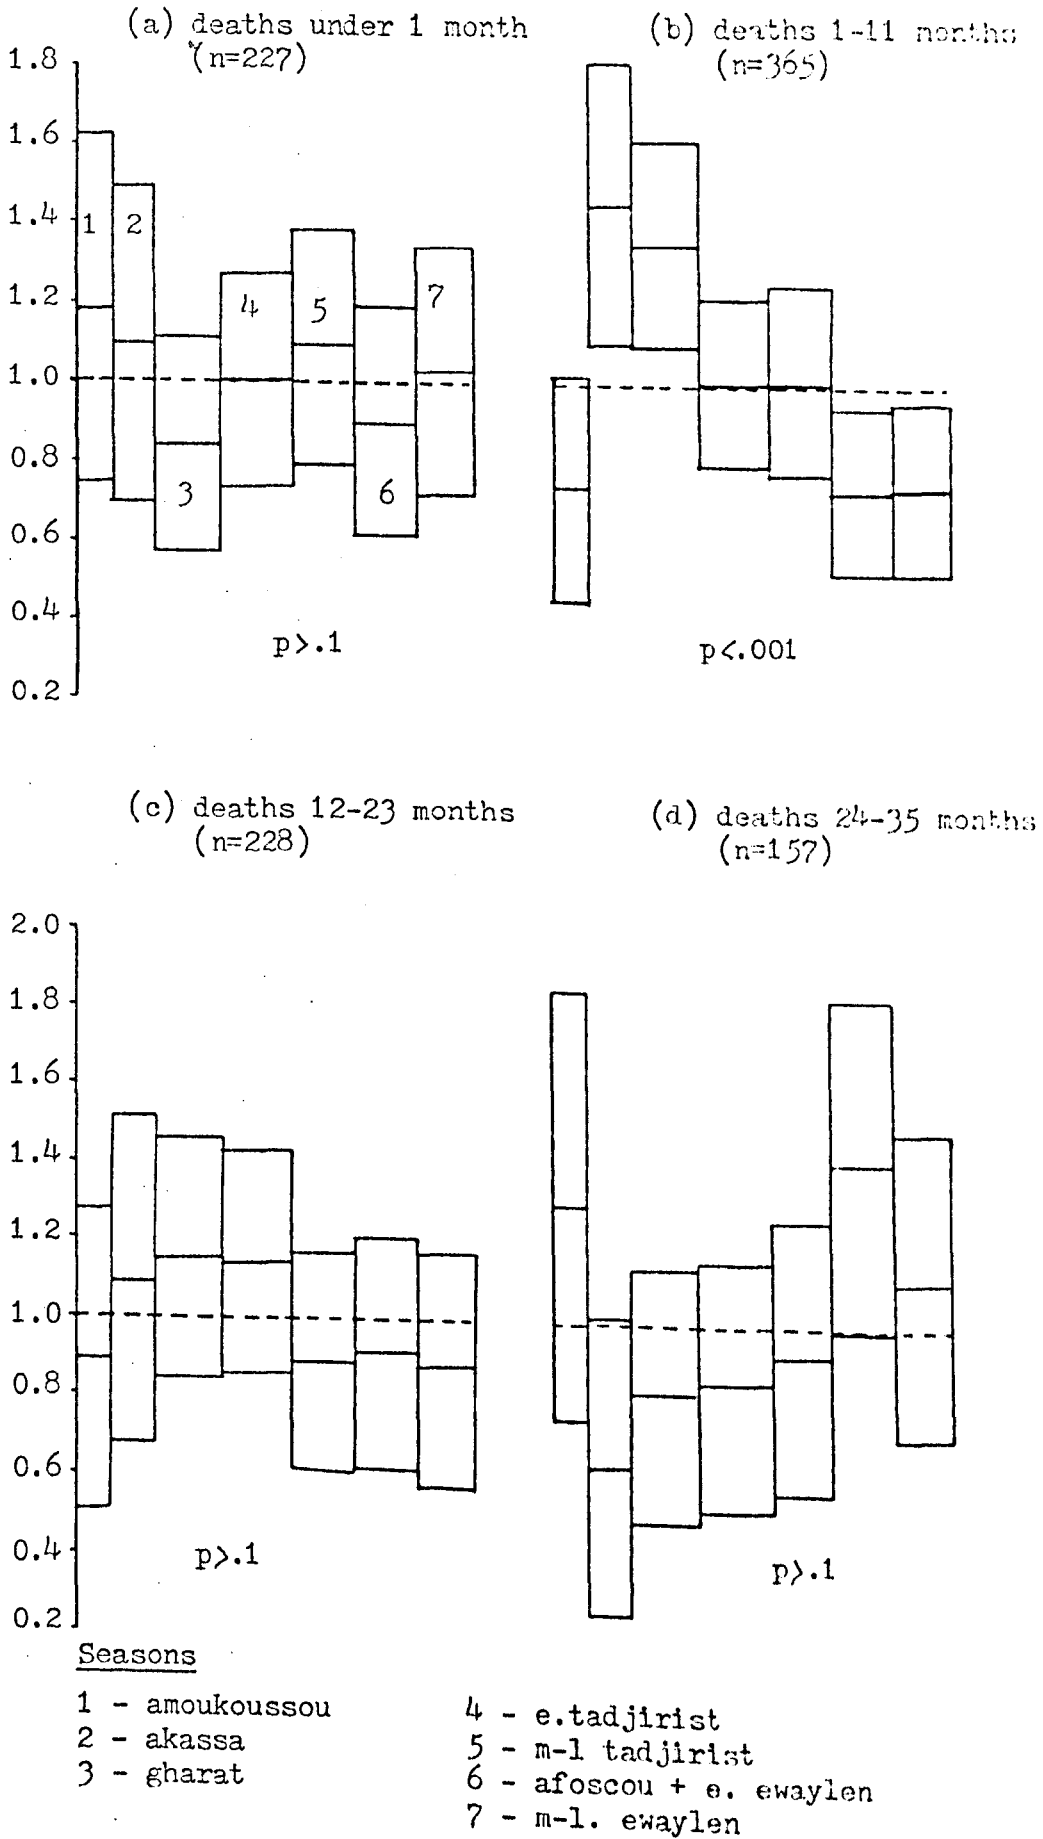 (a) deaths under 1 month
(n=227)
(b) deaths 1-11 months
(n=365)
1.8
1.6
1.4
1.2
1.0
0.8
0.6
0.4
0.2
1
2
3
4
5
6
7
p>.1
p<.001
(c) deaths 12-23 months
(n=228)
(d) deaths 24-35 months
(n=157)
2.0
1.8
1.6
1.4
1.2
1.0
0.8
0.6
0.4
0.2
p>.1
p>.1
Seasons
1 - amoukoussou
2 - akassa
3 - gharat
4 - e.tadjirist
5 - m-l tadjirist
6 - afoscou + e. ewaylen
7 - m-l. ewaylen